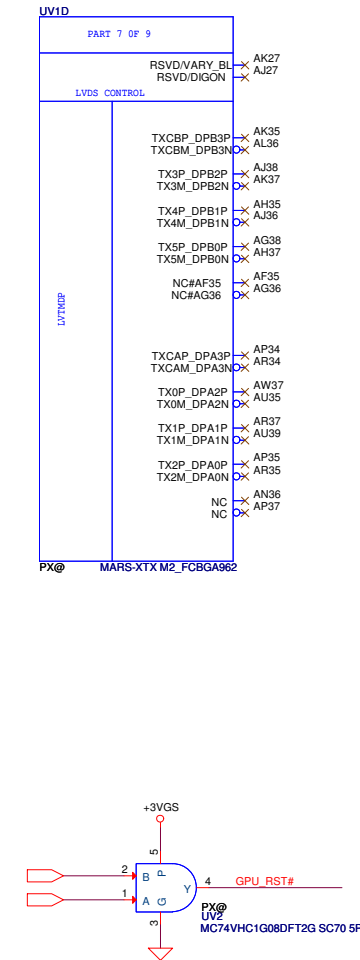 UV1D
PART 7 0F 9
RSVD/VARY_BL AK27
RSVD/DIGON AJ27
LVDS CONTROL
TXCBP_DPB3P AK35
TXCBM_DPB3N AL36
TX3P_DPB2P AJ38
TX3M_DPB2N AK37
TX4P_DPB1P AH35
TX4M_DPB1N AJ36
TX5P_DPB0P AG38
TX5M_DPB0N AH37
NC#AF35 AF35
NC#AG36 AG36
LVTMDP
TXCAP_DPA3P AP34
TXCAM_DPA3N AR34
TX0P_DPA2P AW37
TX0M_DPA2N AU35
TX1P_DPA1P AR37
TX1M_DPA1N AU39
TX2P_DPA0P AP35
TX2M_DPA0N AR35
NC AN36
NC AP37
PX@ MARS-XTX M2_FCBGA962
+3VGS
5
2 B P
4 GPU_RST#
Y
1 A G
3
PX@
UV2
MC74VHC1G08DFT2G SC70 5P